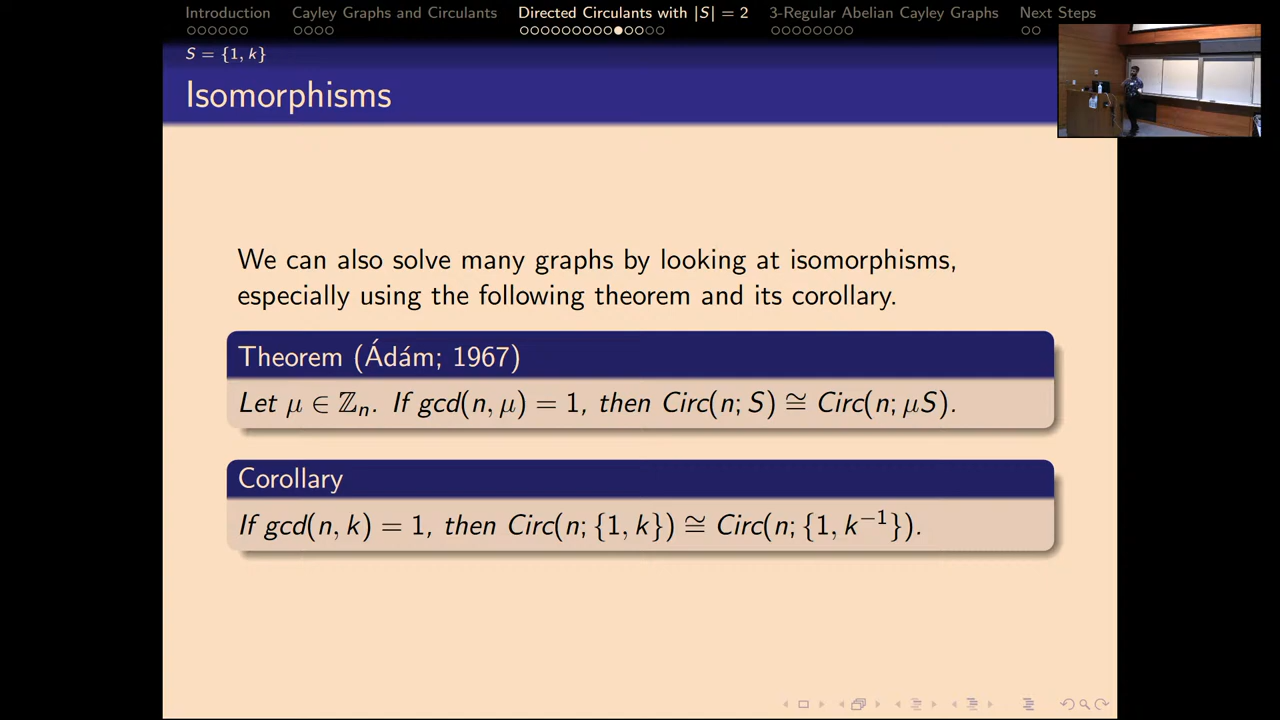 Introduction Cayley Graphs and Circulants Directed Circulants with |S| = 2 3-Regular Abelian Cayley Graphs Next Steps
S = {1, k}
Isomorphisms
We can also solve many graphs by looking at isomorphisms,
especially using the following theorem and its corollary.
Theorem (Ádám; 1967)
Let μ ∈ ℤₙ. If gcd(n, μ) = 1, then Circ(n; S) ≅ Circ(n; μS).
Corollary
If gcd(n, k) = 1, then Circ(n; {1, k}) ≅ Circ(n; {1, k⁻¹}).